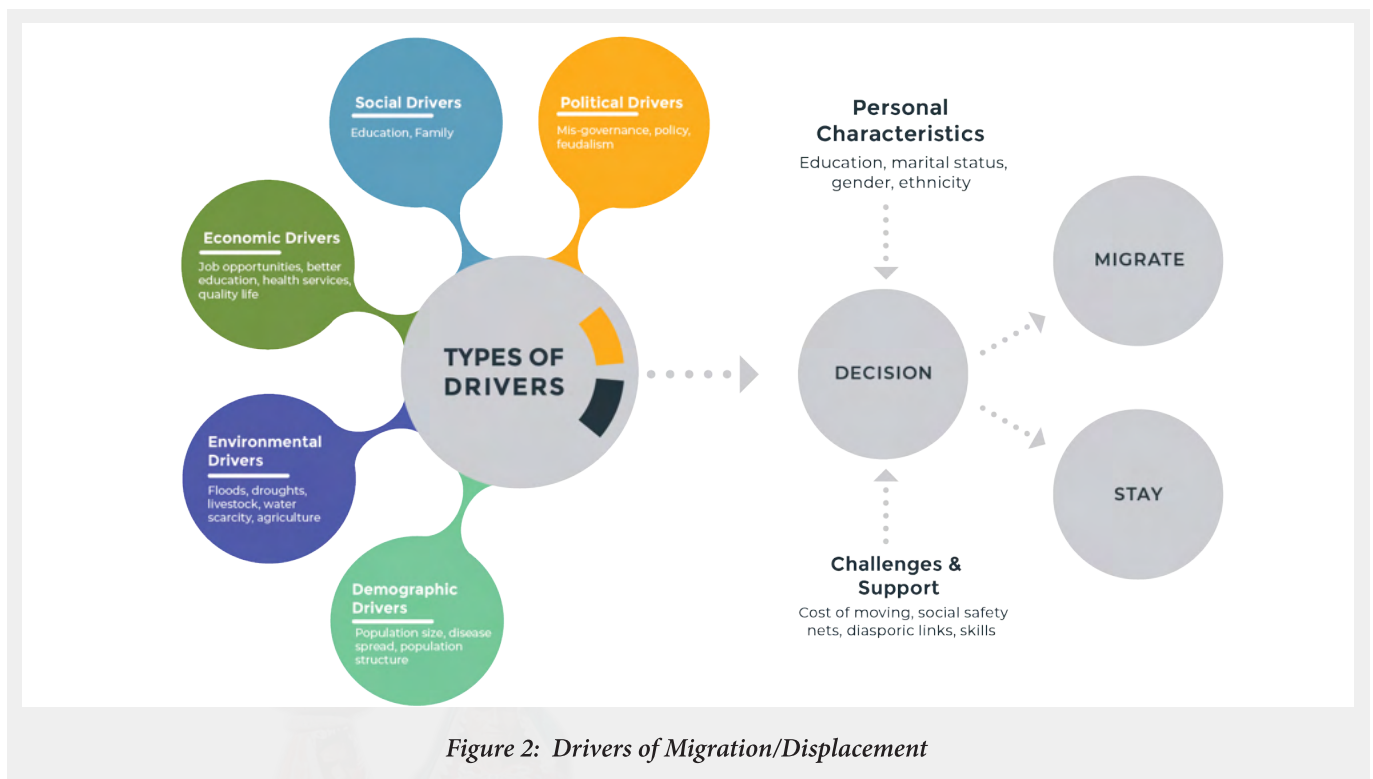 Social Drivers
Education, Family
Political Drivers
Mis-governance, policy,
feudalism
Economic Drivers
Job opportunities, better
education, health services,
quality life
Environmental
Drivers
Floods, droughts,
livestock, water
scarcity, agriculture
Demographic
Drivers
Population size, disease
spread, population
structure
TYPES OF
DRIVERS
Personal
Characteristics
Education, marital status,
gender, ethnicity
DECISION
Challenges &
Support
Cost of moving, social safety
nets, diasporic links, skills
MIGRATE
STAY
Figure 2: Drivers of Migration/Displacement